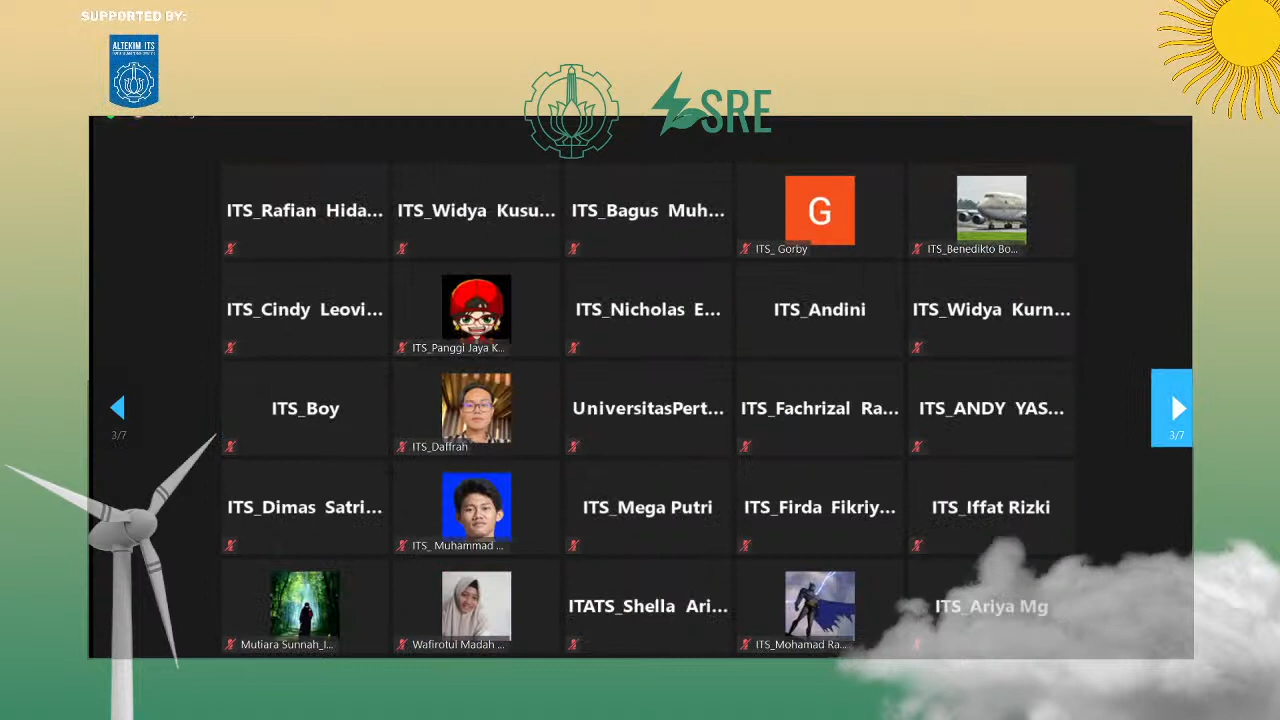 SUPPORTED BY:
ALTEKIM ITS
SRE
ITS_Rafian Hida...
ITS_Widya Kusu...
ITS_Bagus Muh...
G
ITS_ Gorby
ITS_Benedikto Bo...
ITS_Cindy Leovi...
ITS_Panggi Jaya K...
ITS_Nicholas E...
ITS_Andini
ITS_Widya Kurn...
3/7
ITS_Boy
ITS_Daffrah
UniversitasPert...
ITS_Fachrizal Ra...
ITS_ANDY YAS...
3/7
ITS_Dimas Satri...
ITS_ Muhammad ...
ITS_Mega Putri
ITS_Firda Fikriy...
ITS_Iffat Rizki
Mutiara Sunnah_I...
Wafirotul Madah ...
ITATS_Shella Ari...
ITS_Mohamad Ra...
ITS_Ariya Mg